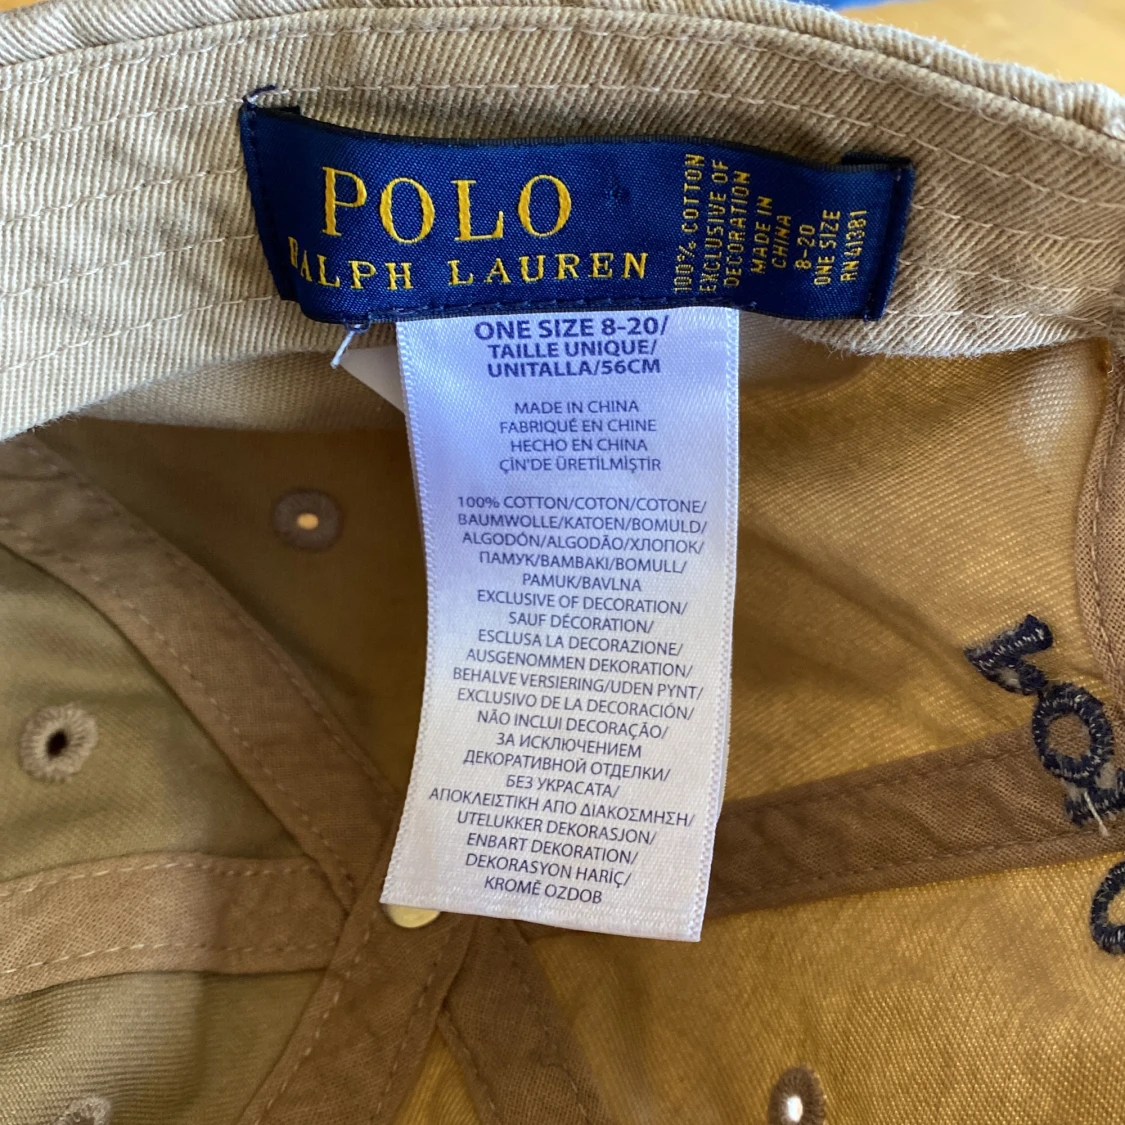 POLO
RALPH LAUREN
100% COTTON
EXCLUSIVE OF
DECORATION
MADE IN
CHINA
8-20
ONE SIZE
RN41381
ONE SIZE 8-20/
TAILLE UNIQUE/
UNITALLA/56CM
MADE IN CHINA
FABRIQUÉ EN CHINE
HECHO EN CHINA
ÇİN'DE ÜRETİLMİŞTİR
100% COTTON/COTON/COTONE/
BAUMWOLLE/KATOEN/BOMULD/
ALGODÓN/ALGODÃO/ХЛОПОК/
ПАМУК/ΒΑΜΒΑΚΙ/BOMULL/
PAMUK/BAVLNA
EXCLUSIVE OF DECORATION/
SAUF DÉCORATION/
ESCLUSA LA DECORAZIONE/
AUSGENOMMEN DEKORATION/
BEHALVE VERSIERING/UDEN PYNT/
EXCLUSIVO DE LA DECORACIÓN/
NÃO INCLUI DECORAÇÃO/
ЗА ИСКЛЮЧЕНИЕМ
ДЕКОРАТИВНОЙ ОТДЕЛКИ/
БЕЗ УКРАСАТА/
ΑΠΟΚΛΕΙΣΤΙΚΗ ΑΠΟ ΔΙΑΚΟΣΜΗΣΗ/
UTELUKKER DEKORASJON/
ENBART DEKORATION/
DEKORASYON HARİÇ/
KROMĚ OZDOB